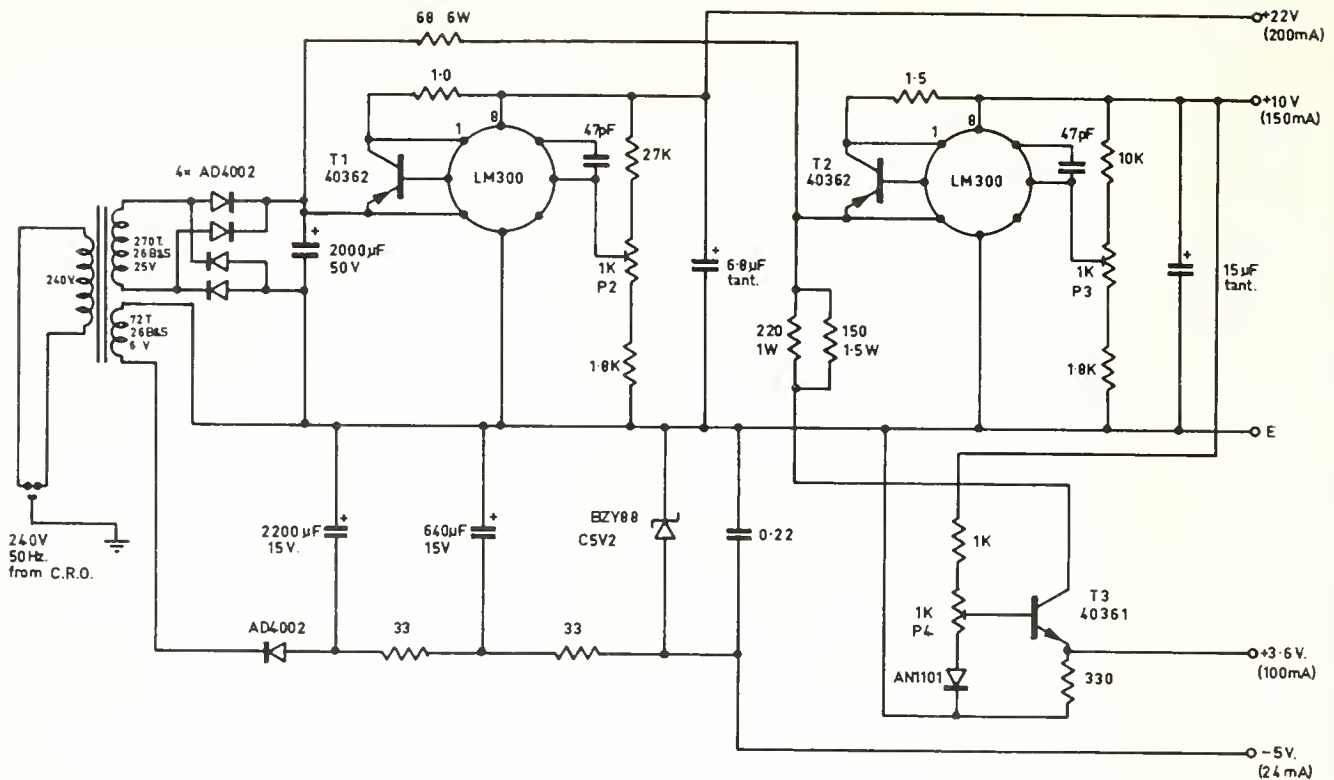 68 6W
+22V
(200mA)
1·0
1·5
+10V
(150mA)
1
8
47pF
1
8
47pF
T1
40362
LM300
27K
T2
40362
LM300
10K
4× AD4002
270T.
26B&S
25V
2000µF
50V
240V.
1K
P2
6·8µF
tant.
1K
P3
15µF
tant.
72T
26B&S
6V
220
1W
150
1·5W
1·8K
1·8K
E
2200µF
15V.
640µF
15V
BZY88
C5V2
0·22
240V
50Hz.
from C.R.O.
1K
1K
P4
T3
40361
AD4002
33
33
+3·6V.
(100mA)
AN1101
330
−5V.
(24mA)